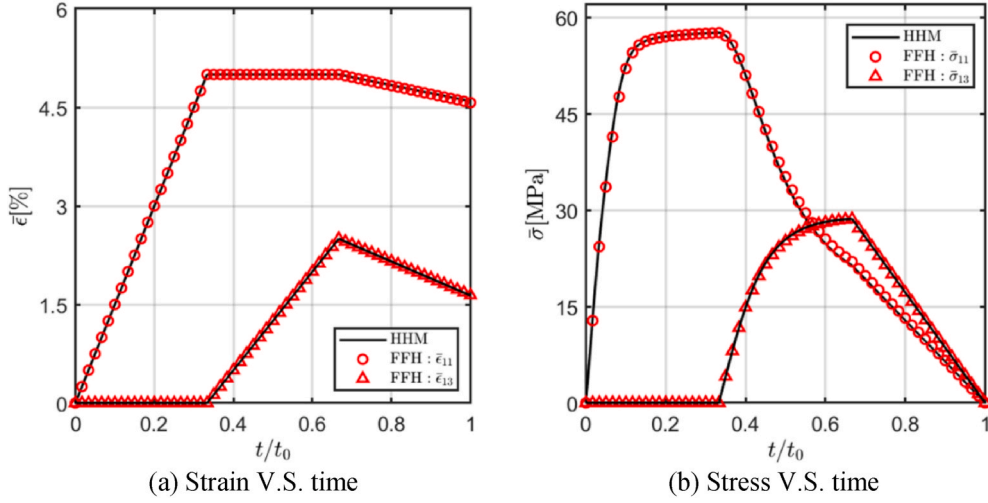 6
4.5
3
1.5
0
ε̄[%]
HHM
FFH : ε̄₁₁
FFH : ε̄₁₃
0 0.2 0.4 0.6 0.8 1
t/t₀
(a) Strain V.S. time
60
45
30
15
0
σ̄[MPa]
HHM
FFH : σ̄₁₁
FFH : σ̄₁₃
0 0.2 0.4 0.6 0.8 1
t/t₀
(b) Stress V.S. time